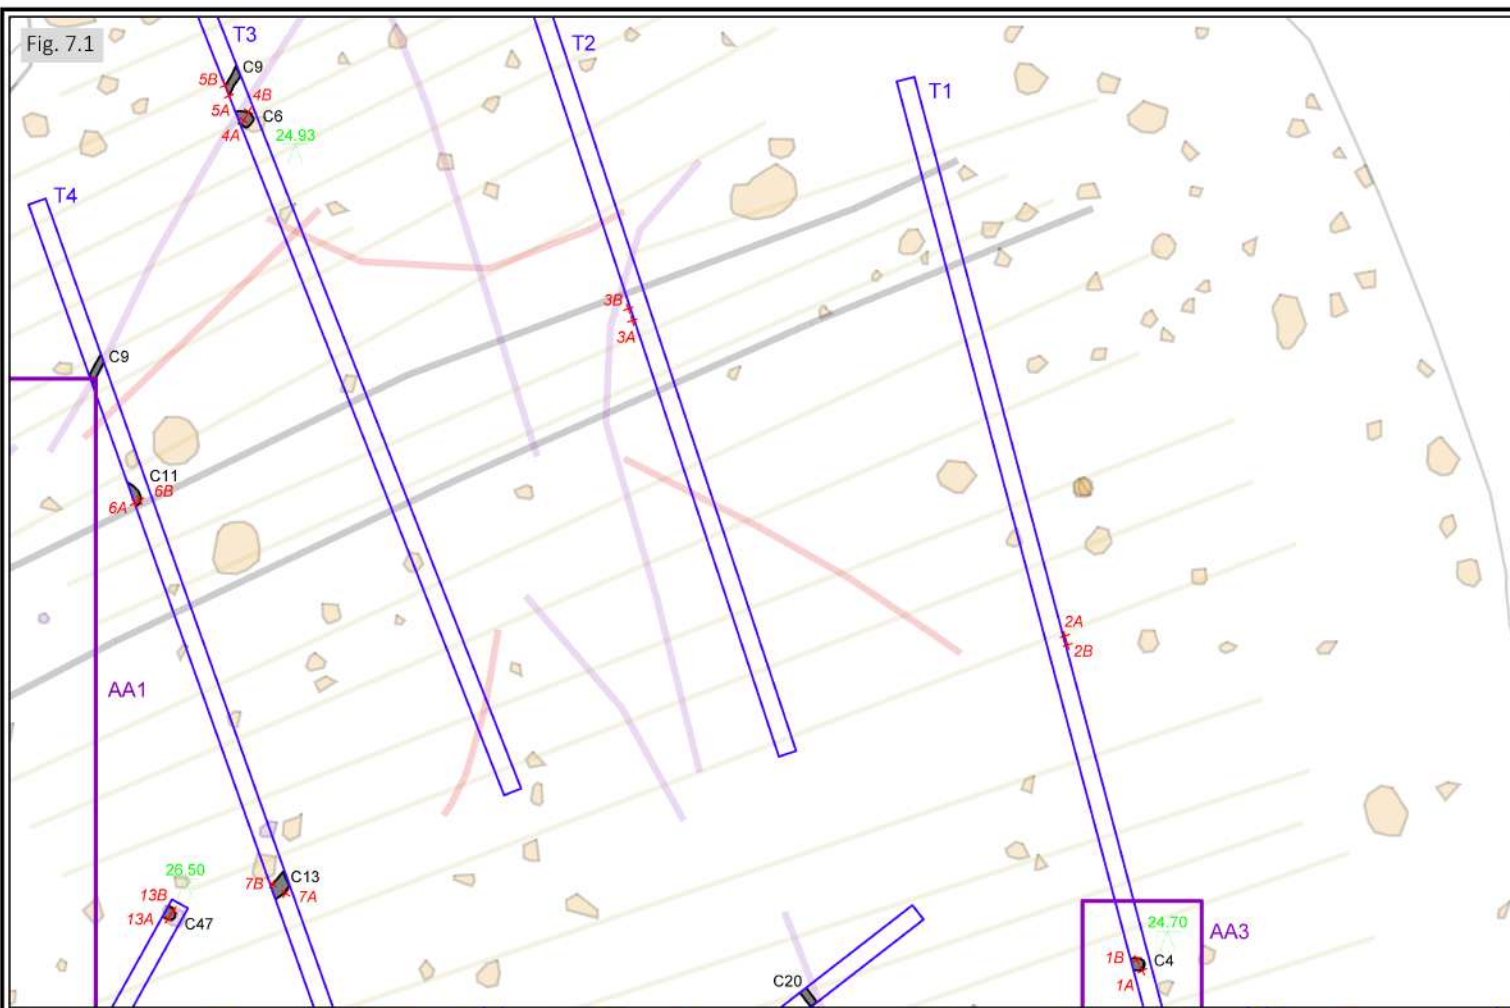 Fig. 7.1
T3
T2
T1
C9
5B
4B
5A
C6
4A
24.93
T4
3B
3A
C9
C11
6B
6A
2A
2B
AA1
26.50
C13
7B
7A
13B
13A
C47
24.70
AA3
1B
C4
1A
C20